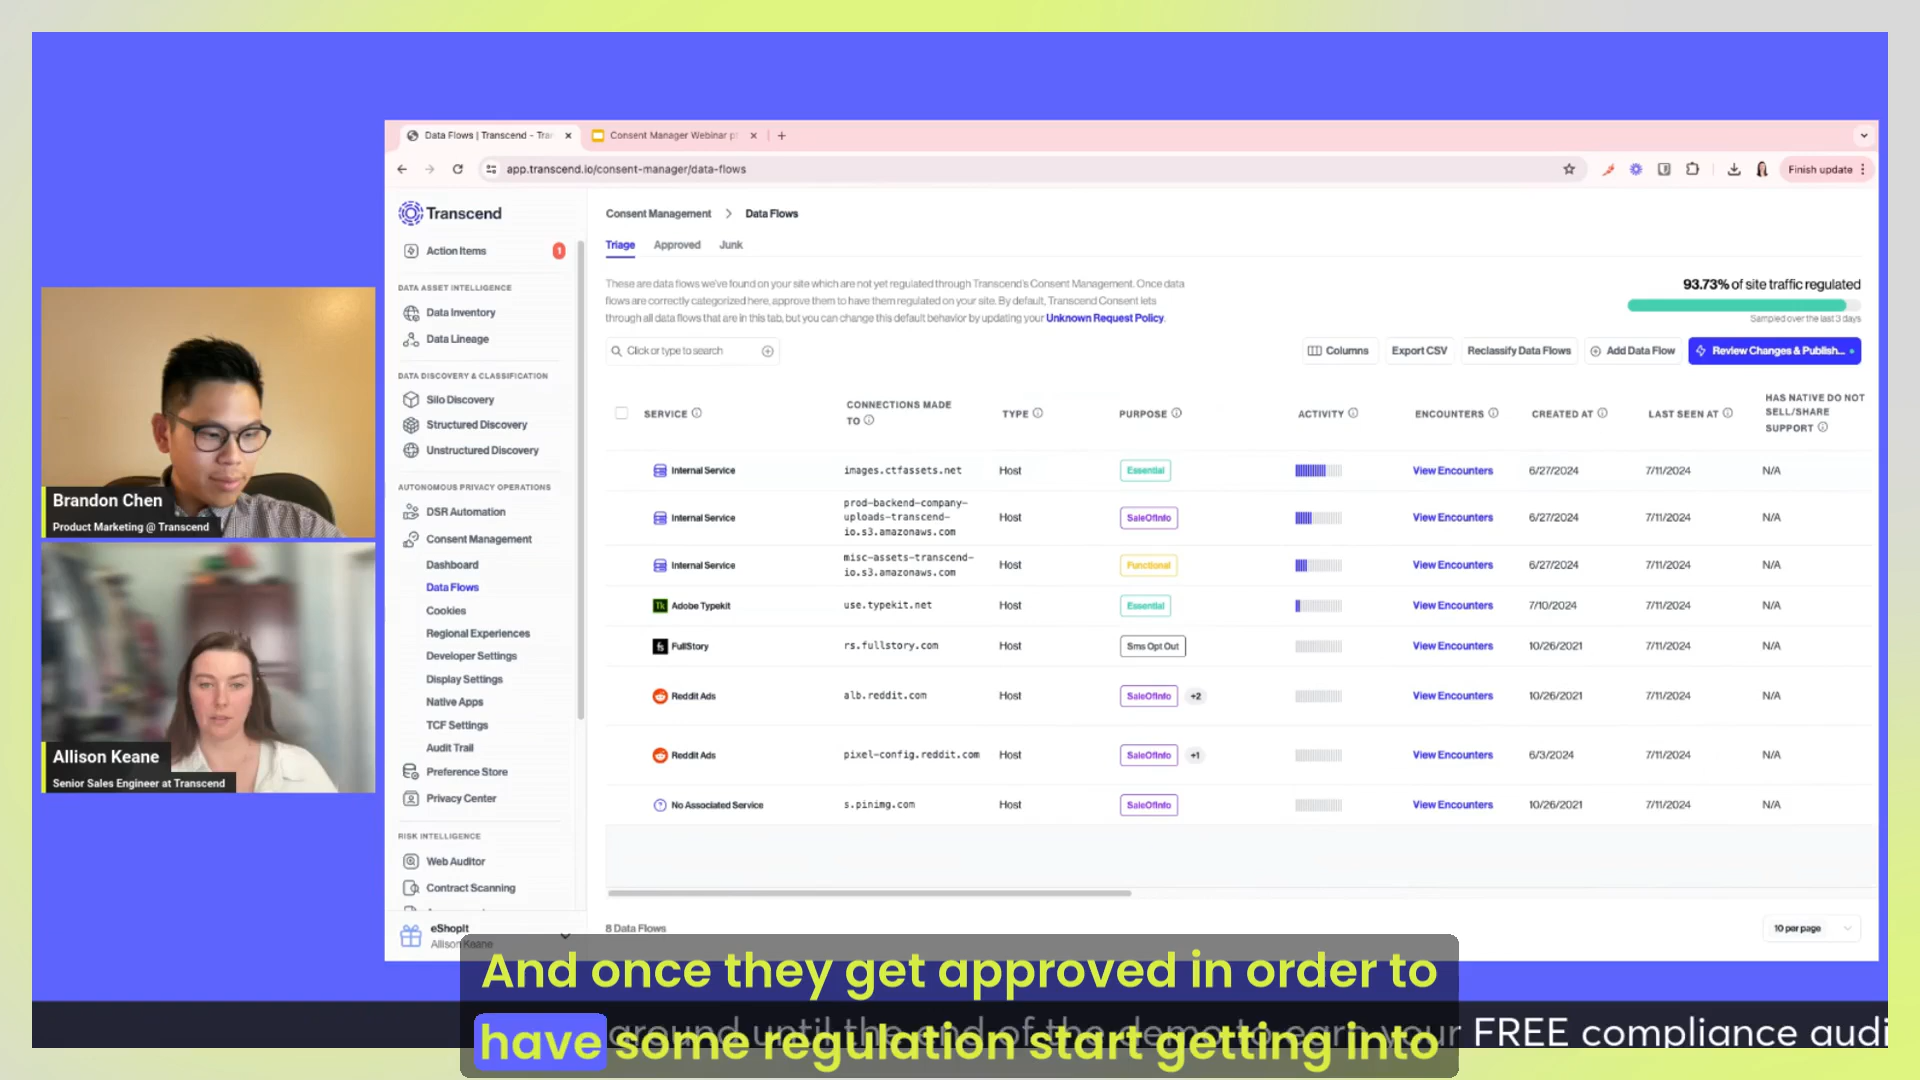 Data Flows | Transcend - Tra
Consent Manager Webinar p
app.transcend.io/consent-manager/data-flows
Finish update
Transcend
Action Items
1
DATA ASSET INTELLIGENCE
Data Inventory
Data Lineage
DATA DISCOVERY & CLASSIFICATION
Silo Discovery
Structured Discovery
Unstructured Discovery
AUTONOMOUS PRIVACY OPERATIONS
DSR Automation
Consent Management
Dashboard
Data Flows
Cookies
Regional Experiences
Developer Settings
Display Settings
Native Apps
TCF Settings
Audit Trail
Preference Store
Privacy Center
RISK INTELLIGENCE
Web Auditor
Contract Scanning
eShopIt
Allison Keane
Consent Management > Data Flows
Triage Approved Junk
These are data flows we've found on your site which are not yet regulated through Transcend's Consent Management. Once data
flows are correctly categorized here, approve them to have them regulated on your site. By default, Transcend Consent lets
through all data flows that are in this tab, but you can change this default behavior by updating your Unknown Request Policy.
93.73% of site traffic regulated
Sampled over the last 3 days
Click or type to search
Columns Export CSV Reclassify Data Flows Add Data Flow Review Changes & Publish...
SERVICE CONNECTIONS MADE TO TYPE PURPOSE ACTIVITY ENCOUNTERS CREATED AT LAST SEEN AT HAS NATIVE DO NOT SELL/SHARE SUPPORT
Internal Service images.ctfassets.net Host Essential View Encounters 6/27/2024 7/11/2024 N/A
Internal Service prod-backend-company-uploads-transcend-io.s3.amazonaws.com Host SaleOfInfo View Encounters 6/27/2024 7/11/2024 N/A
Internal Service misc-assets-transcend-io.s3.amazonaws.com Host Functional View Encounters 6/27/2024 7/11/2024 N/A
Tk Adobe Typekit use.typekit.net Host Essential View Encounters 7/10/2024 7/11/2024 N/A
fs FullStory rs.fullstory.com Host Sms Opt Out View Encounters 10/26/2021 7/11/2024 N/A
Reddit Ads alb.reddit.com Host SaleOfInfo +2 View Encounters 10/26/2021 7/11/2024 N/A
Reddit Ads pixel-config.reddit.com Host SaleOfInfo +1 View Encounters 6/3/2024 7/11/2024 N/A
No Associated Service s.pinimg.com Host SaleOfInfo View Encounters 10/26/2021 7/11/2024 N/A
8 Data Flows
10 per page
Brandon Chen
Product Marketing @ Transcend
Allison Keane
Senior Sales Engineer at Transcend
And once they get approved in order to
have some regulation start getting into
around until the end of the demo to earn your FREE compliance audi